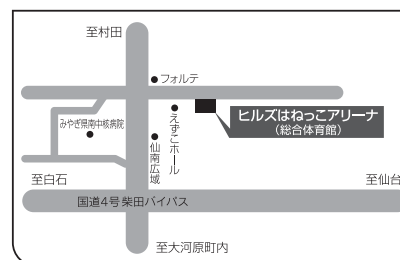 至村田
フォルテ
ヒルズはねっこアリーナ
（総合体育館）
みやぎ県南中核病院
えずこホール
仙南広域
至白石
至仙台
国道4号柴田バイパス
至大河原町内